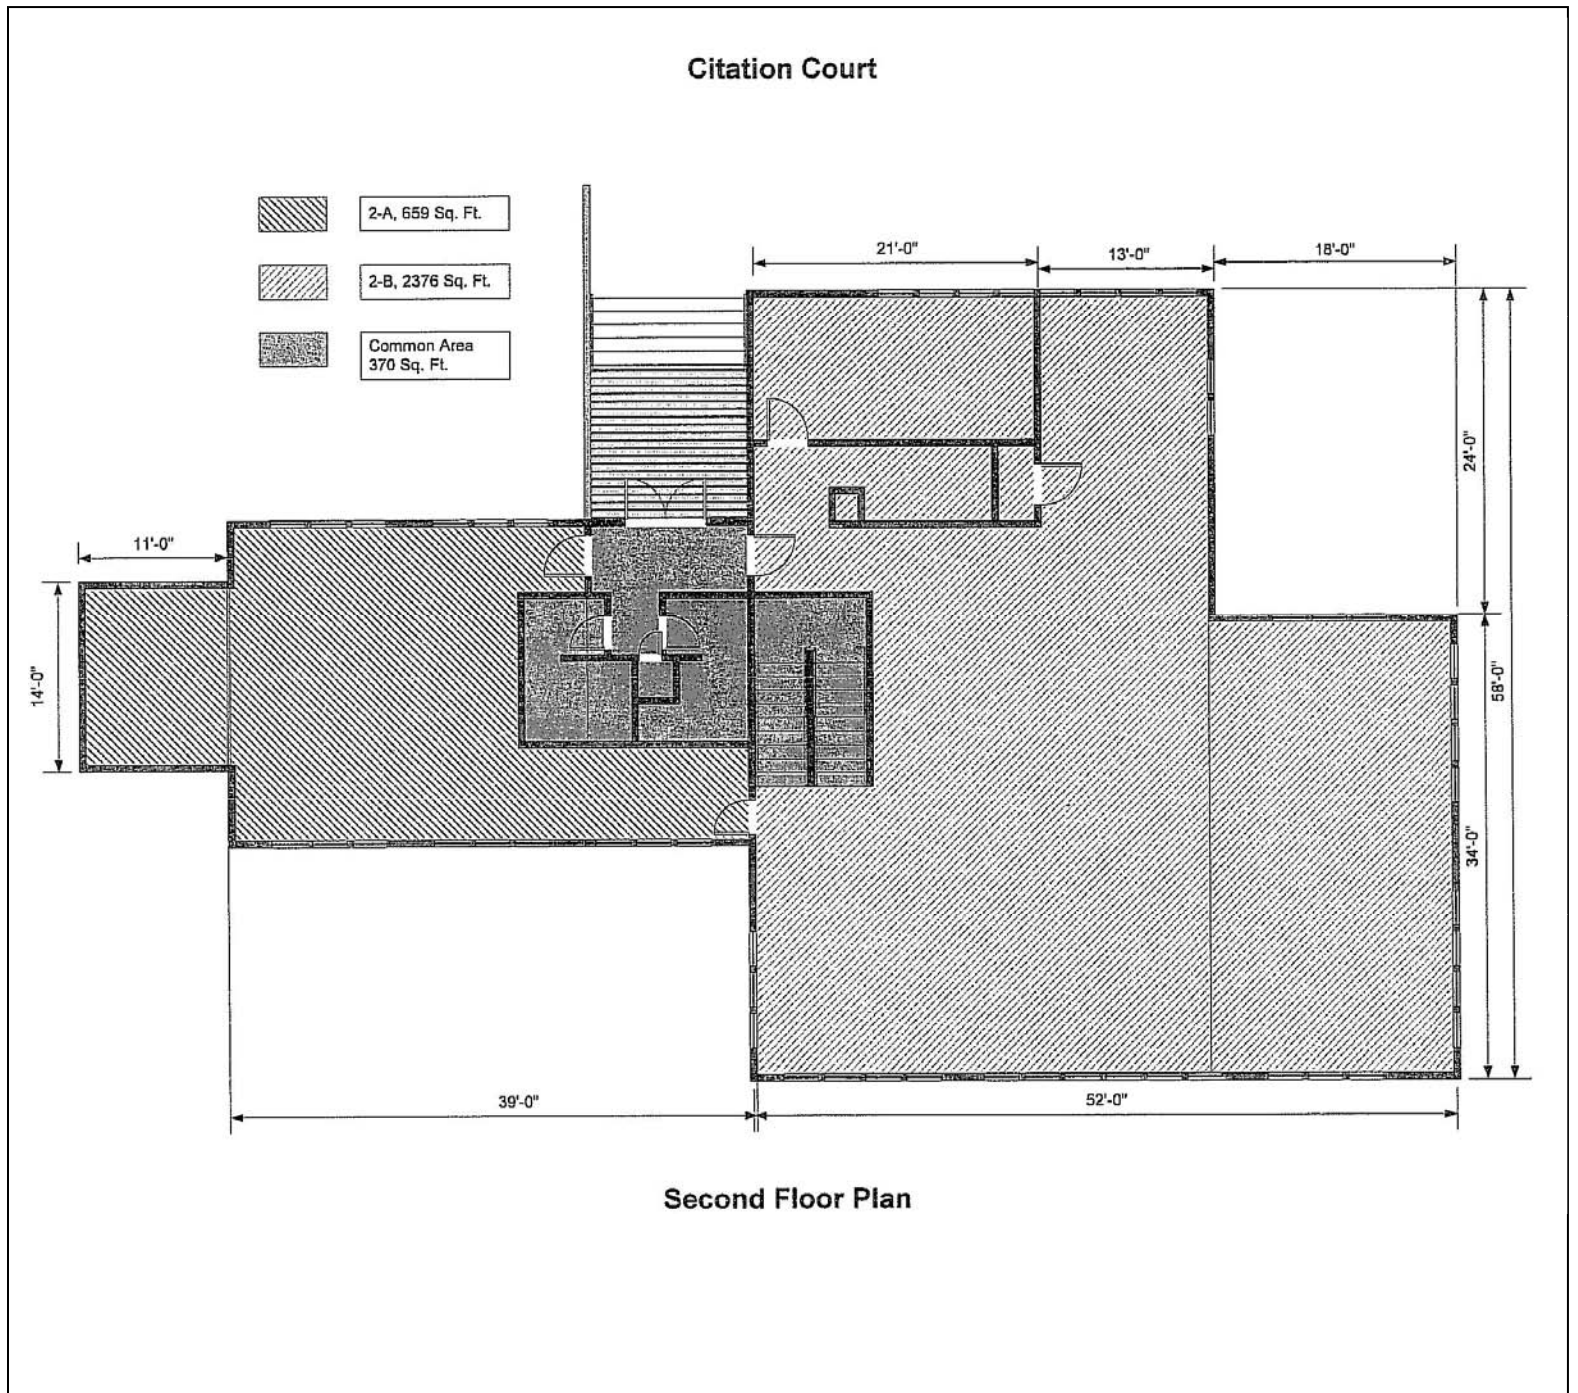 Citation Court
2-A, 659 Sq. Ft.
2-B, 2376 Sq. Ft.
Common Area
370 Sq. Ft.
21'-0"
13'-0"
18'-0"
24'-0"
11'-0"
14'-0"
58'-0"
34'-0"
39'-0"
52'-0"
Second Floor Plan